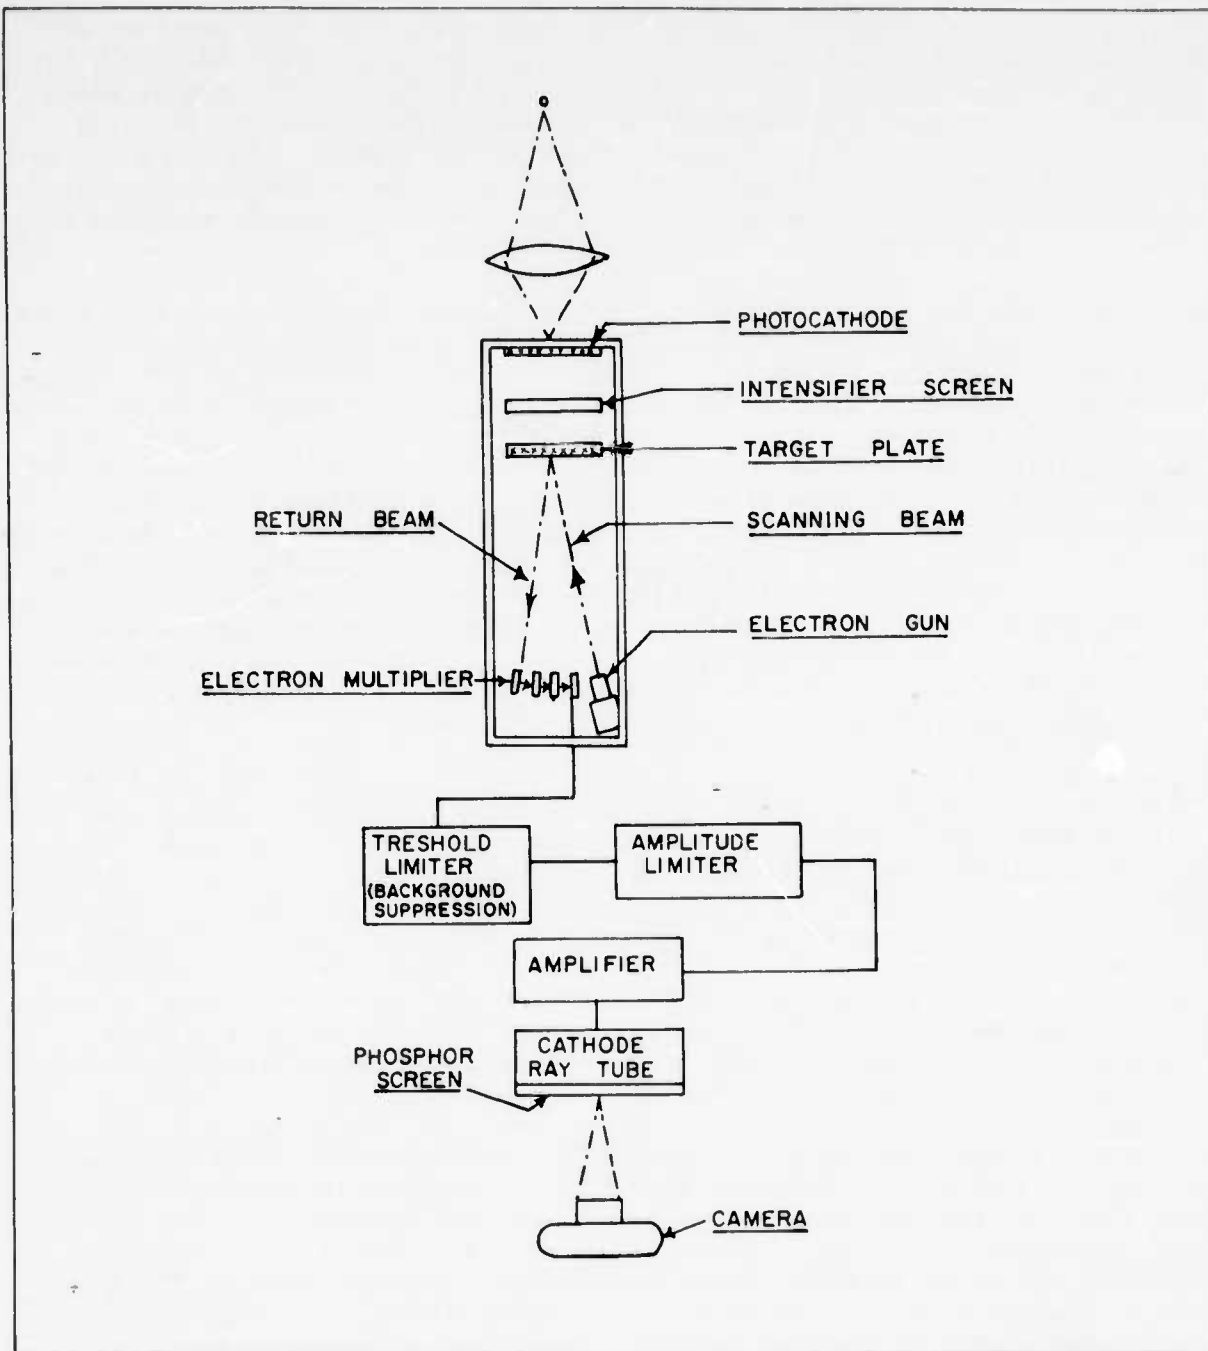 PHOTOCATHODE
INTENSIFIER SCREEN
TARGET PLATE
RETURN BEAM
SCANNING BEAM
ELECTRON GUN
ELECTRON MULTIPLIER
TRESHOLD
LIMITER
(BACKGROUND
SUPPRESSION)
AMPLITUDE
LIMITER
AMPLIFIER
CATHODE
RAY TUBE
PHOSPHOR
SCREEN
CAMERA